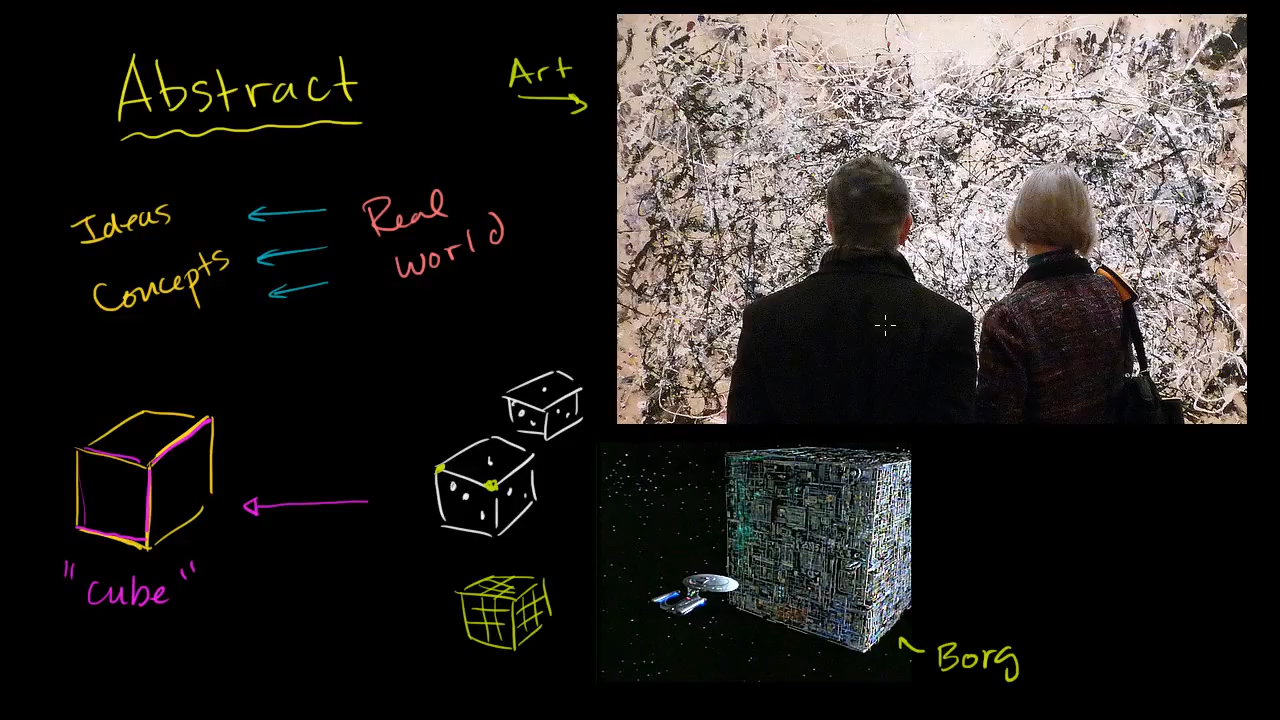 Abstract
Art
Ideas
Real
World
Concepts
"cube"
Borg